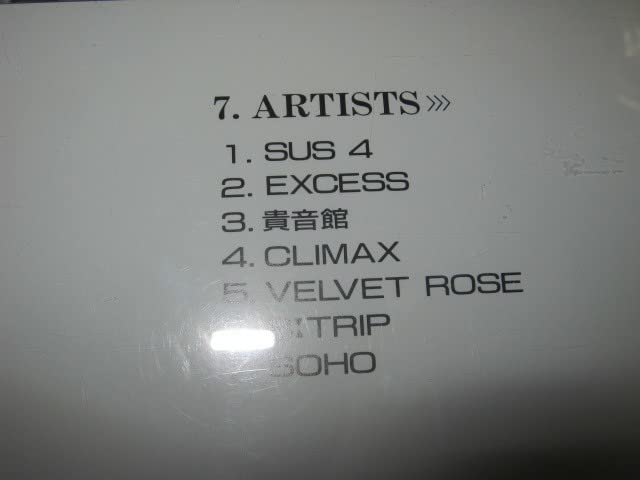 7. ARTISTS>>>
1. SUS 4
2. EXCESS
3. 貴音館
4. CLIMAX
5. VELVET ROSE
TRIP
SOHO